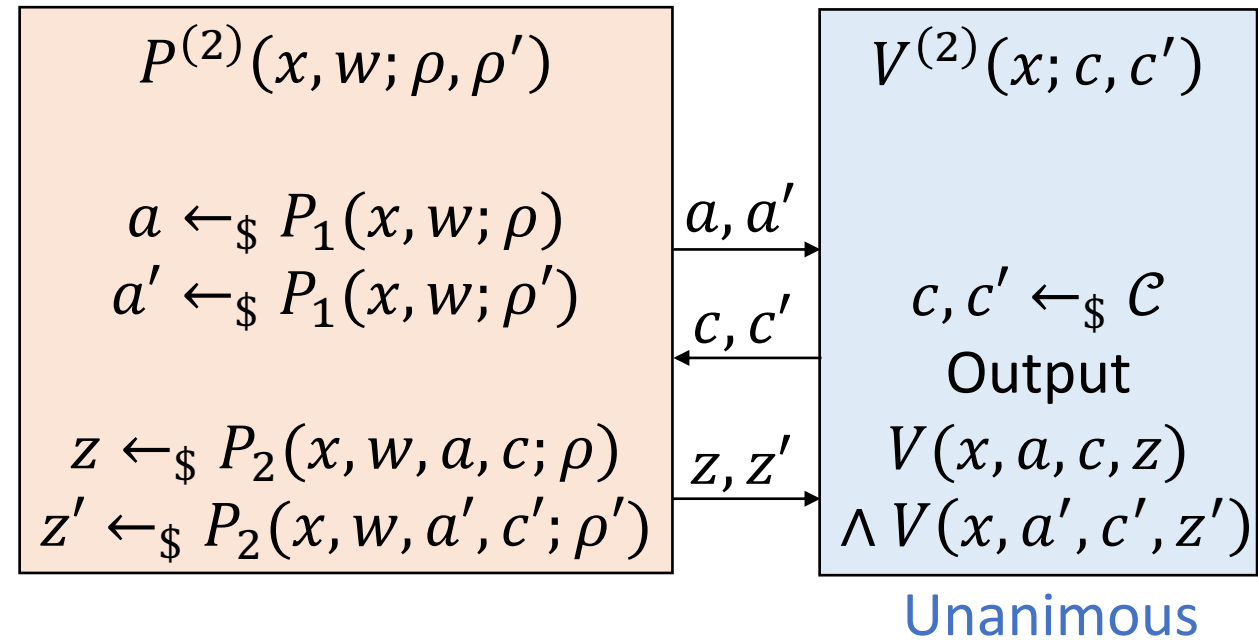 P⁽²⁾(x, w; ρ, ρ′)
a ←$ P₁(x, w; ρ)
a′ ←$ P₁(x, w; ρ′)
z ←$ P₂(x, w, a, c; ρ)
z′ ←$ P₂(x, w, a′, c′; ρ′)
a, a′
c, c′
z, z′
V⁽²⁾(x; c, c′)
c, c′ ←$ 𝒞
Output
V(x, a, c, z)
∧ V(x, a′, c′, z′)
Unanimous